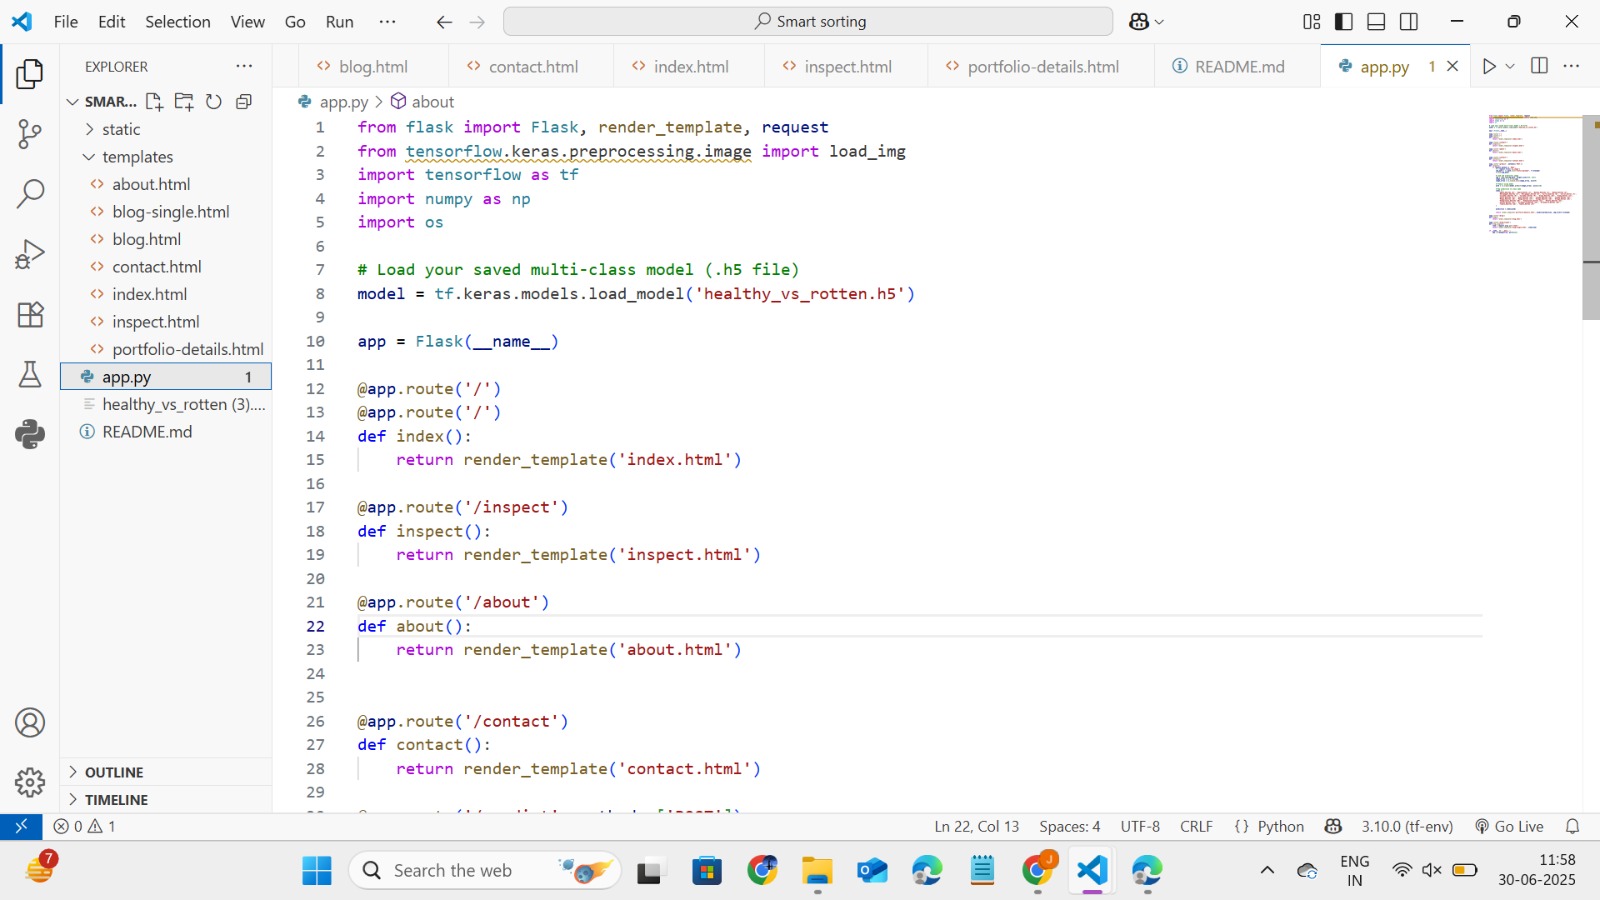 File Edit Selection View Go Run ··· Smart sorting
EXPLORER ···
SMAR...
static
templates
about.html
blog-single.html
blog.html
contact.html
index.html
inspect.html
portfolio-details.html
app.py 1
healthy_vs_rotten (3)....
README.md
OUTLINE
TIMELINE
blog.html contact.html index.html inspect.html portfolio-details.html README.md app.py 1
app.py > about
1 from flask import Flask, render_template, request
2 from tensorflow.keras.preprocessing.image import load_img
3 import tensorflow as tf
4 import numpy as np
5 import os
6
7 # Load your saved multi-class model (.h5 file)
8 model = tf.keras.models.load_model('healthy_vs_rotten.h5')
9
10 app = Flask(__name__)
11
12 @app.route('/')
13 @app.route('/')
14 def index():
15 return render_template('index.html')
16
17 @app.route('/inspect')
18 def inspect():
19 return render_template('inspect.html')
20
21 @app.route('/about')
22 def about():
23 return render_template('about.html')
24
25
26 @app.route('/contact')
27 def contact():
28 return render_template('contact.html')
29
0 1 Ln 22, Col 13 Spaces: 4 UTF-8 CRLF {} Python 3.10.0 (tf-env) Go Live
7 Search the web J ENG
IN
11:58
30-06-2025